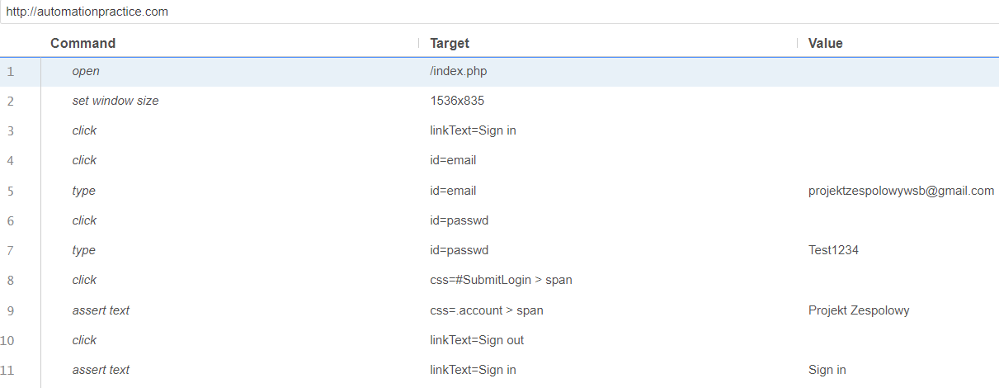 http://automationpractice.com
Command Target Value
1 open /index.php
2 set window size 1536x835
3 click linkText=Sign in
4 click id=email
5 type id=email projektzespolowywsb@gmail.com
6 click id=passwd
7 type id=passwd Test1234
8 click css=#SubmitLogin > span
9 assert text css=.account > span Projekt Zespolowy
10 click linkText=Sign out
11 assert text linkText=Sign in Sign in